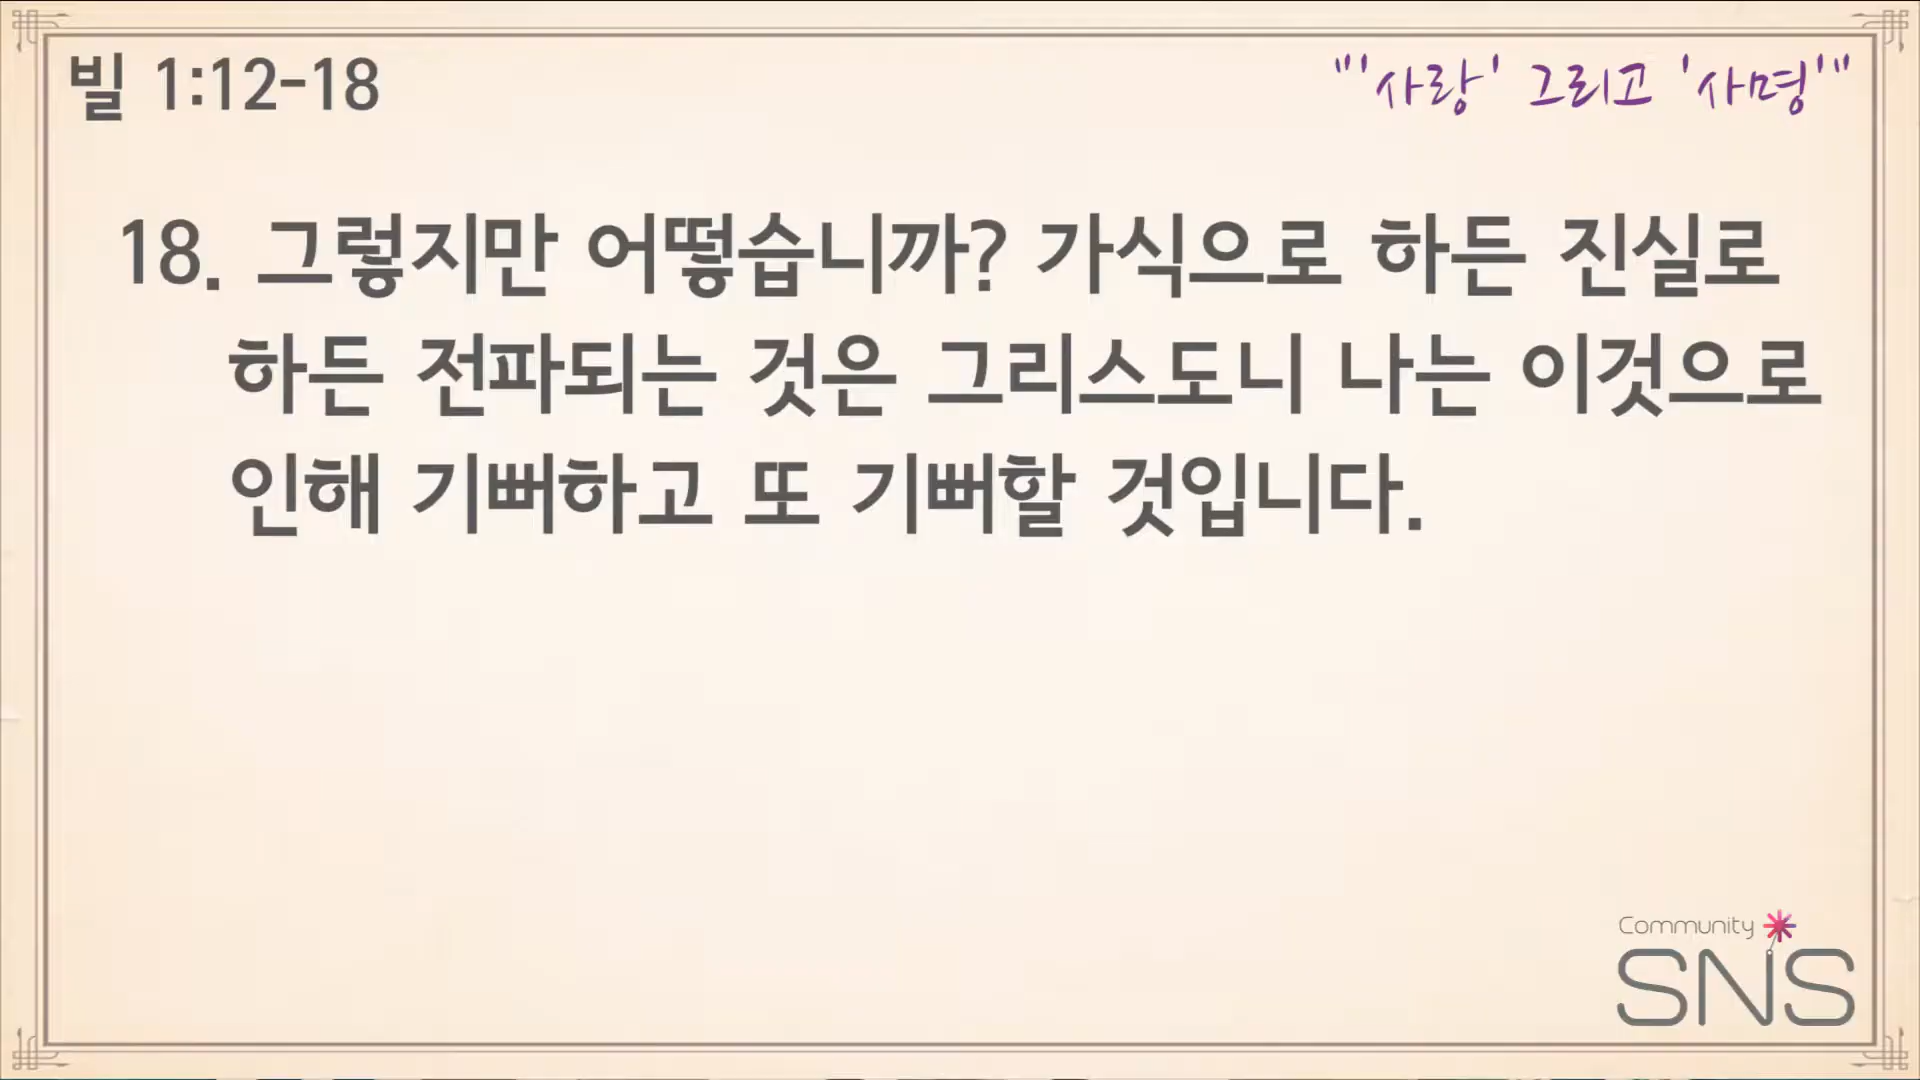 빌 1:12-18
"'사랑' 그리고 '사명'"
18. 그렇지만 어떻습니까? 가식으로 하든 진실로
하든 전파되는 것은 그리스도니 나는 이것으로
인해 기뻐하고 또 기뻐할 것입니다.
Community
SNS